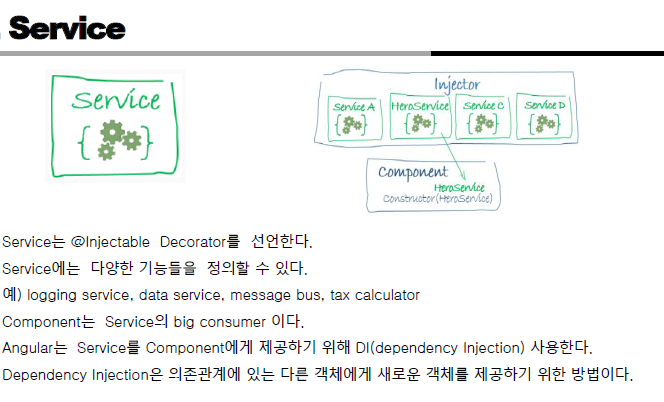 Service
Service
{ }
Injector
Service A HeroService Service C Service D
{ } { } { } { }
Component
HeroService
Constructor(HeroService)
Service는 @Injectable Decorator를 선언한다.
Service에는 다양한 기능들을 정의할 수 있다.
예) logging service, data service, message bus, tax calculator
Component는 Service의 big consumer 이다.
Angular는 Service를 Component에게 제공하기 위해 DI(dependency Injection) 사용한다.
Dependency Injection은 의존관계에 있는 다른 객체에게 새로운 객체를 제공하기 위한 방법이다.